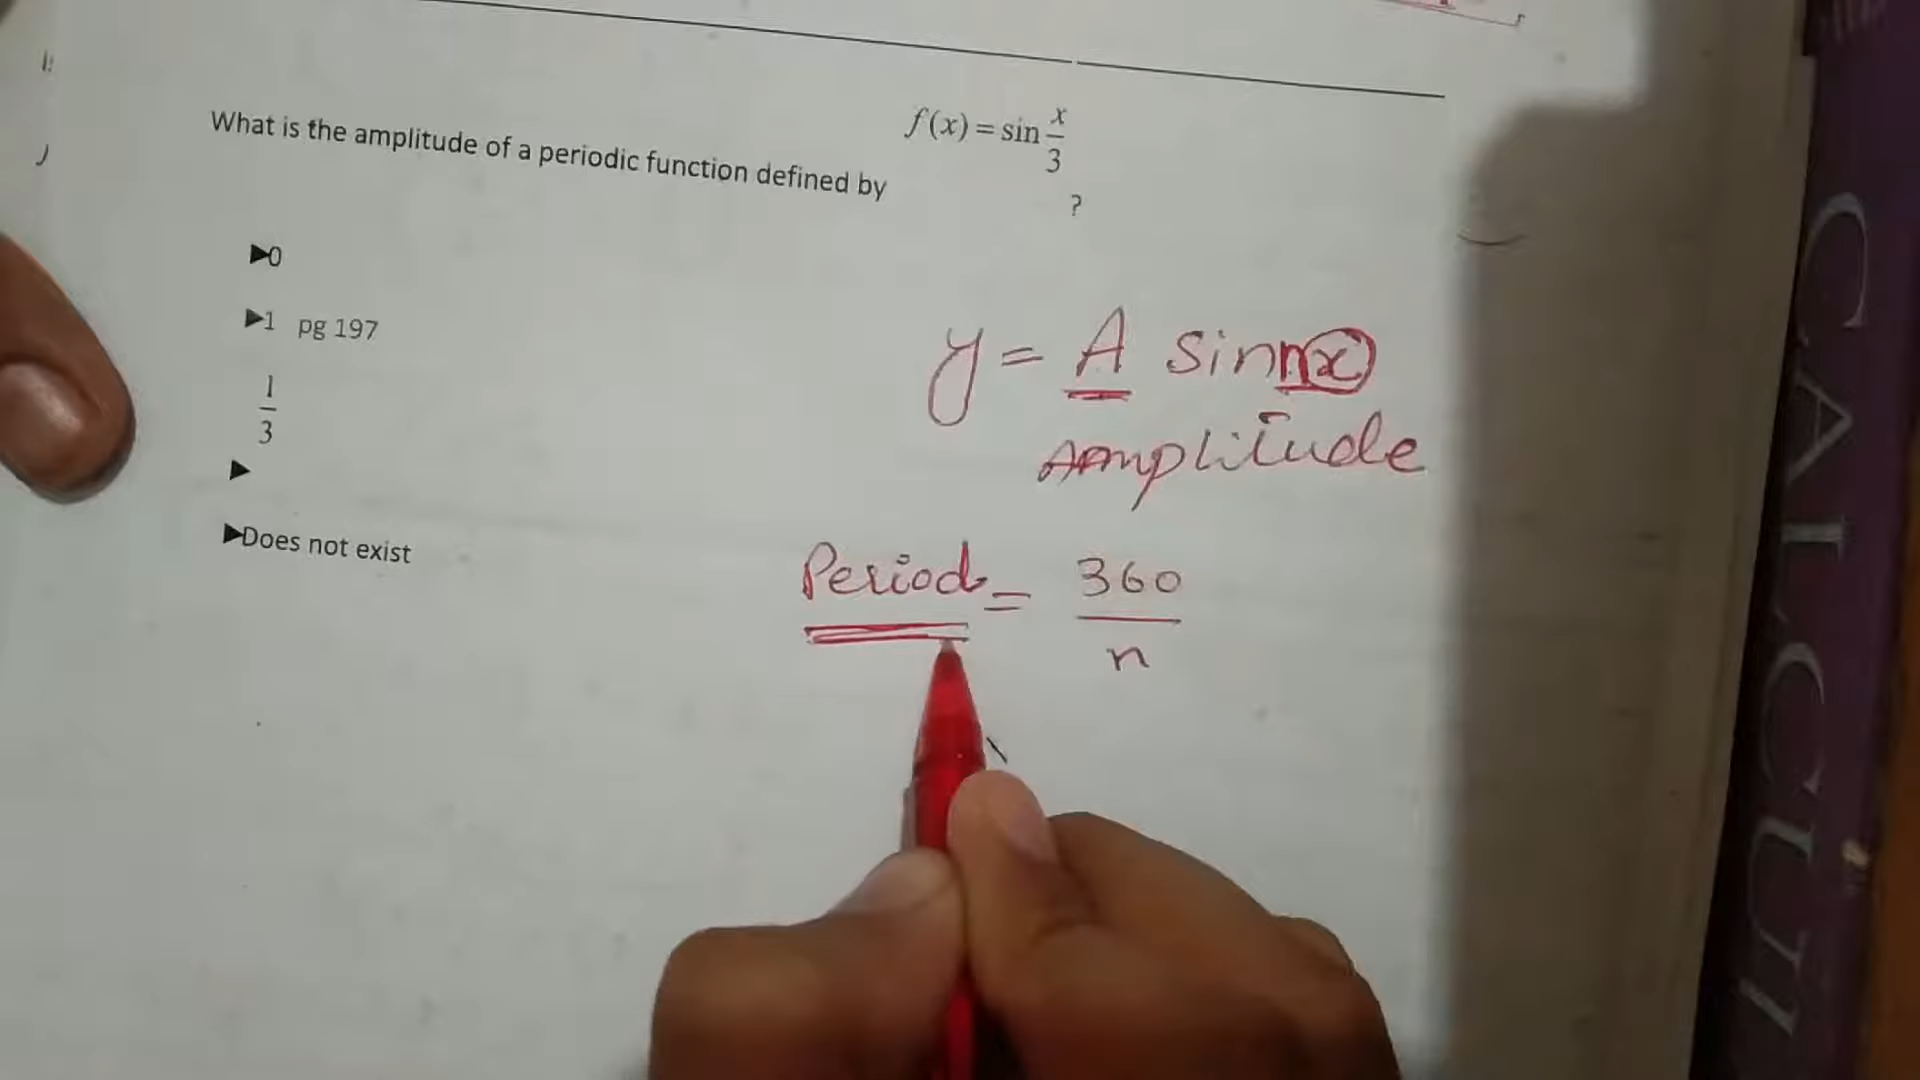 What is the amplitude of a periodic function defined by f(x) = sin x/3 ?
▶0
▶1 pg 197
1/3
▶
▶Does not exist
y = A sin nx
Amplitude
Period = 360/n
CALCU